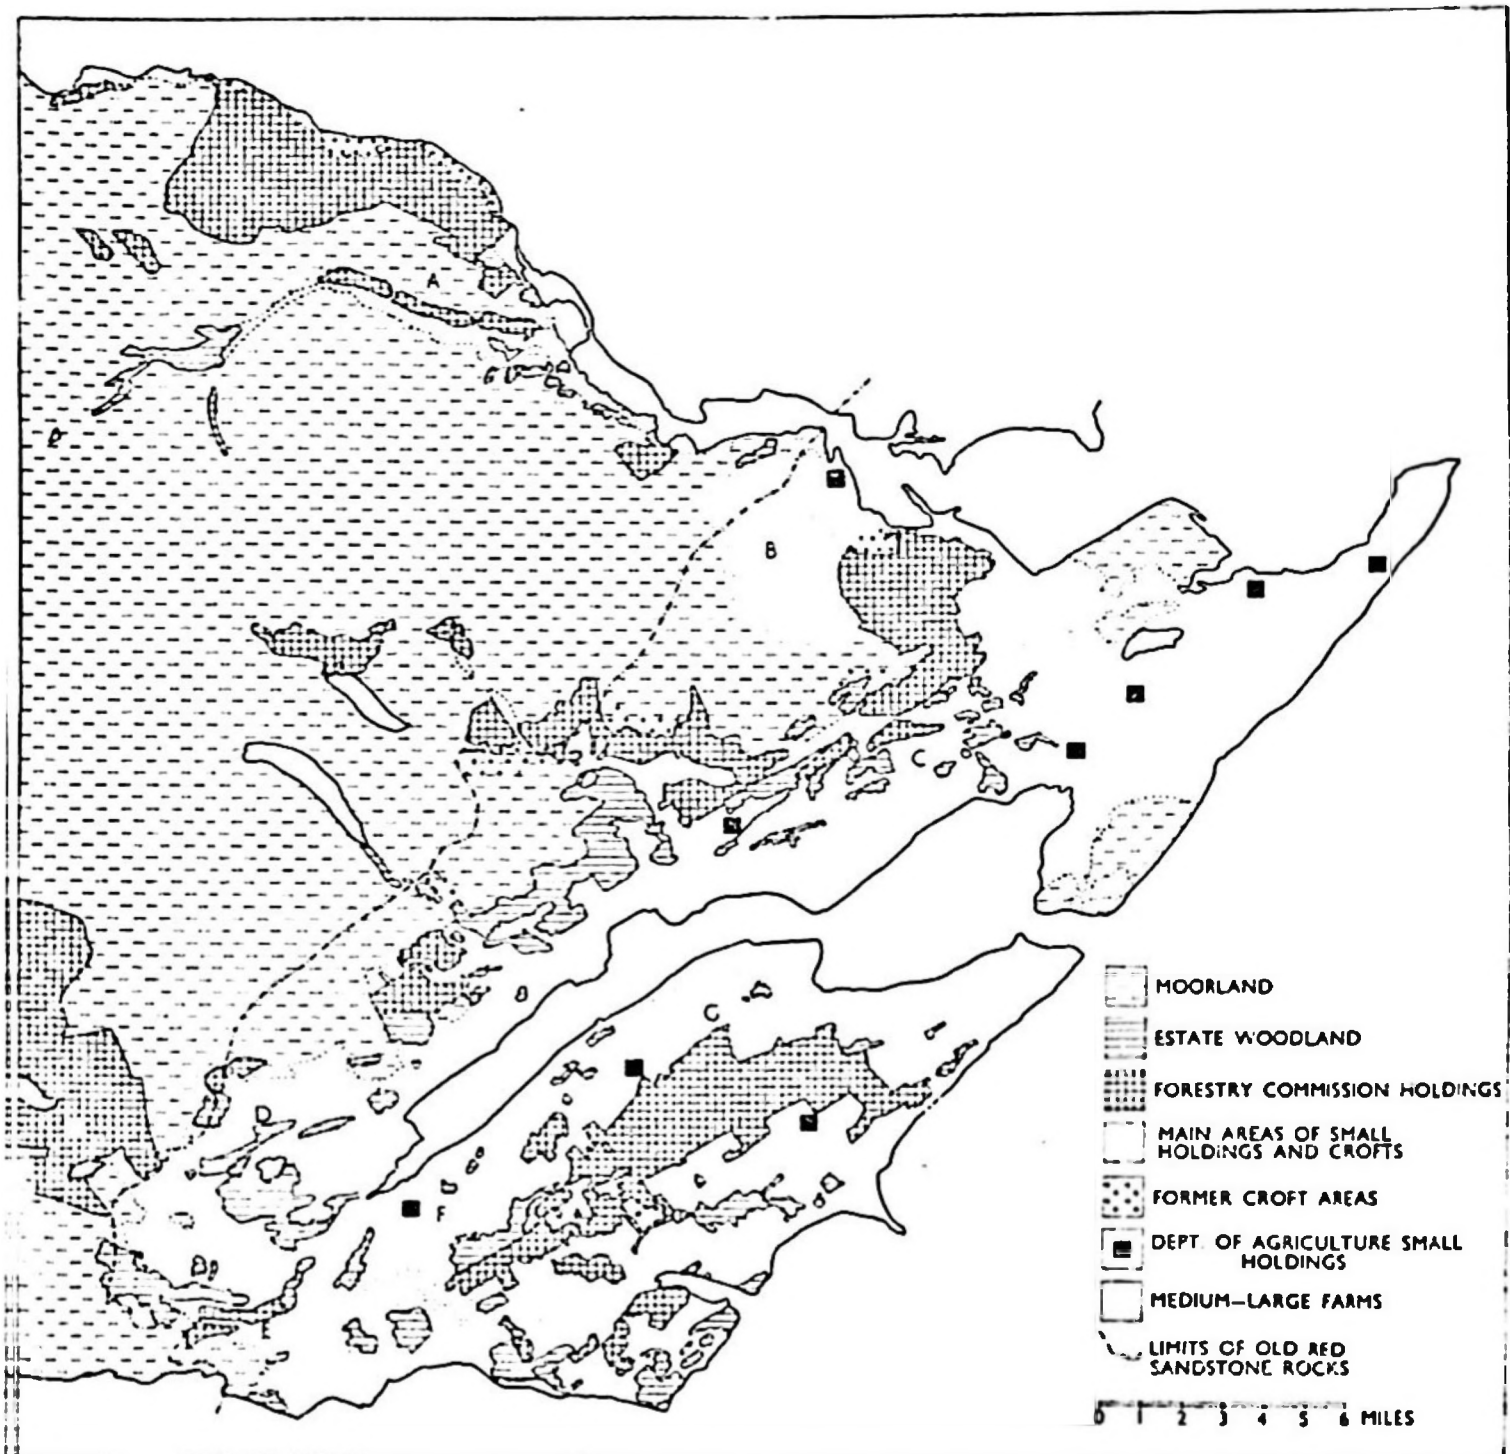 A
B
C
C
D
E
F
MOORLAND
ESTATE WOODLAND
FORESTRY COMMISSION HOLDINGS
MAIN AREAS OF SMALL
HOLDINGS AND CROFTS
FORMER CROFT AREAS
DEPT. OF AGRICULTURE SMALL
HOLDINGS
MEDIUM-LARGE FARMS
LIMITS OF OLD RED
SANDSTONE ROCKS
0 1 2 3 4 5 6 MILES